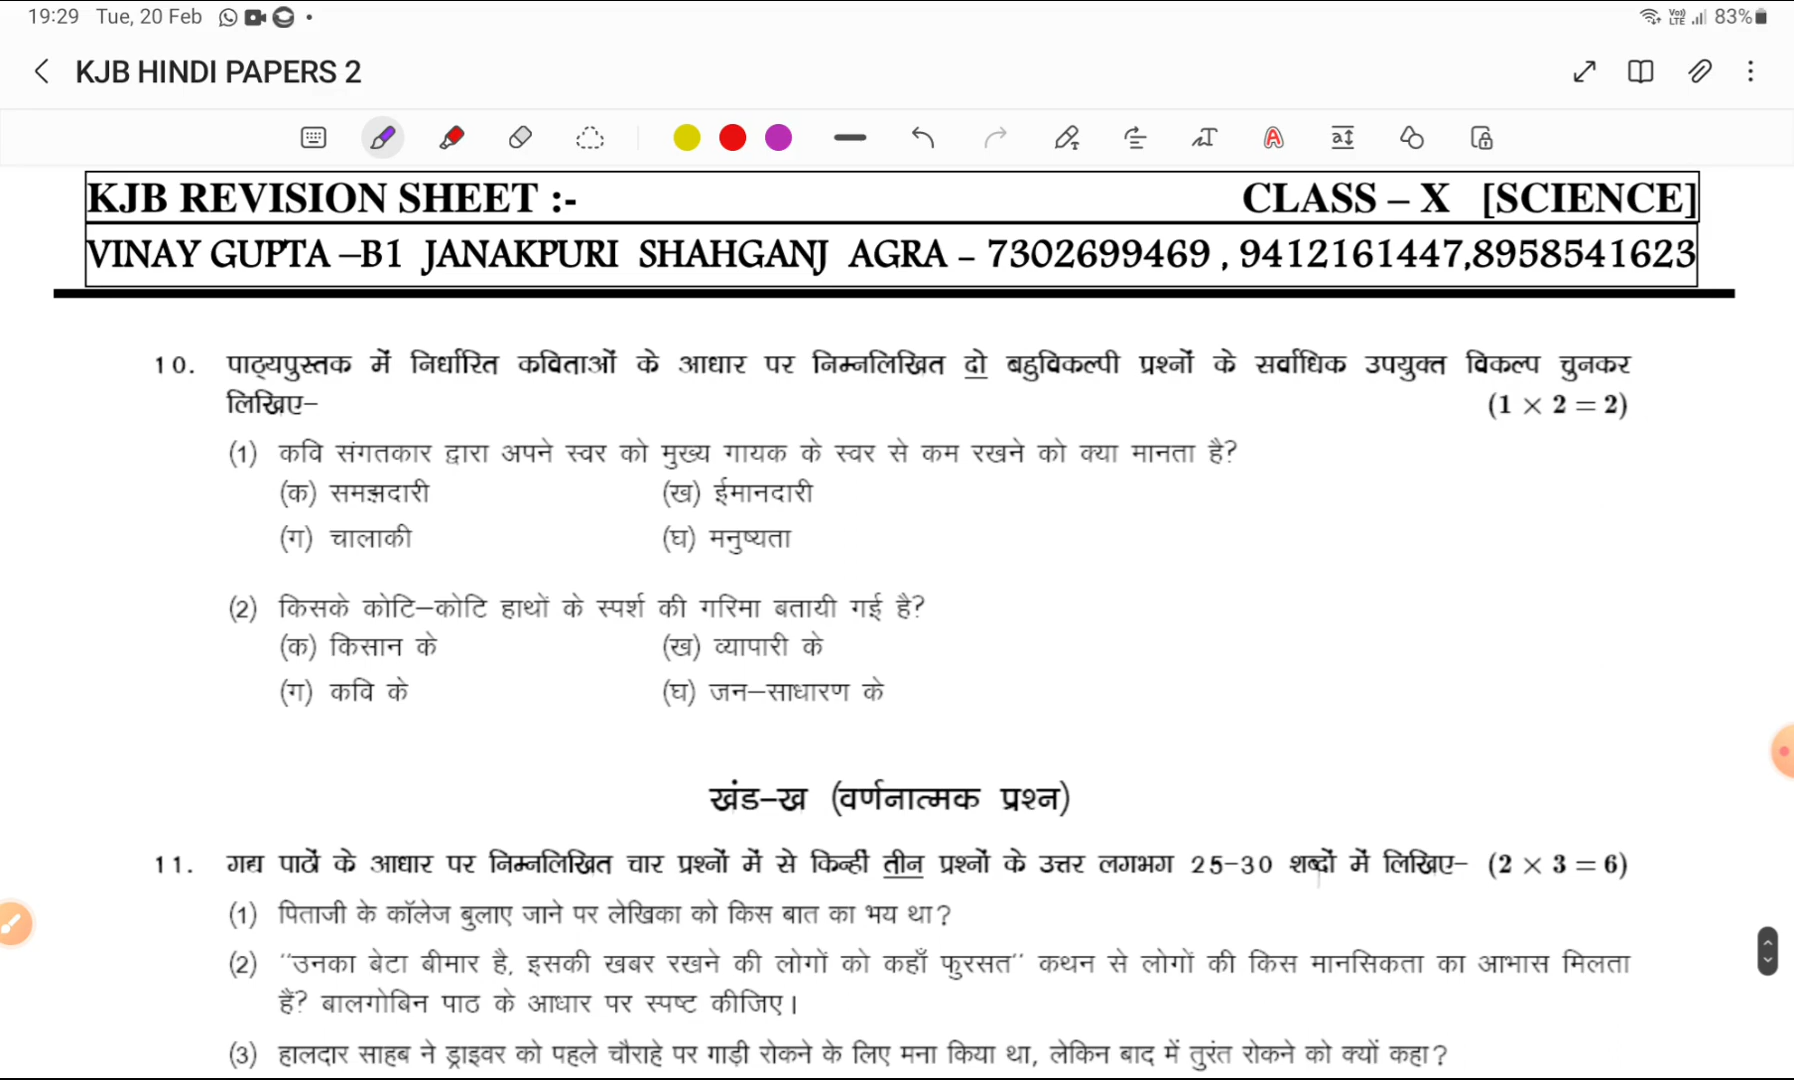 19:29 Tue, 20 Feb
83%
KJB HINDI PAPERS 2
KJB REVISION SHEET :- CLASS – X [SCIENCE]
VINAY GUPTA –B1 JANAKPURI SHAHGANJ AGRA – 7302699469 , 9412161447,8958541623
10. पाठ्यपुस्तक में निर्धारित कविताओं के आधार पर निम्नलिखित दो बहुविकल्पी प्रश्नों के सर्वाधिक उपयुक्त विकल्प चुनकर
लिखिए– (1 × 2 = 2)
(1) कवि संगतकार द्वारा अपने स्वर को मुख्य गायक के स्वर से कम रखने को क्या मानता है?
(क) समझदारी (ख) ईमानदारी
(ग) चालाकी (घ) मनुष्यता
(2) किसके कोटि–कोटि हाथों के स्पर्श की गरिमा बतायी गई है?
(क) किसान के (ख) व्यापारी के
(ग) कवि के (घ) जन–साधारण के
खंड–ख (वर्णनात्मक प्रश्न)
11. गद्य पाठों के आधार पर निम्नलिखित चार प्रश्नों में से किन्हीं तीन प्रश्नों के उत्तर लगभग 25-30 शब्दों में लिखिए– (2 × 3 = 6)
(1) पिताजी के कॉलेज बुलाए जाने पर लेखिका को किस बात का भय था?
(2) "उनका बेटा बीमार है, इसकी खबर रखने की लोगों को कहाँ फुरसत" कथन से लोगों की किस मानसिकता का आभास मिलता
हैं? बालगोबिन पाठ के आधार पर स्पष्ट कीजिए।
(3) हालदार साहब ने ड्राइवर को पहले चौराहे पर गाड़ी रोकने के लिए मना किया था, लेकिन बाद में तुरंत रोकने को क्यों कहा?